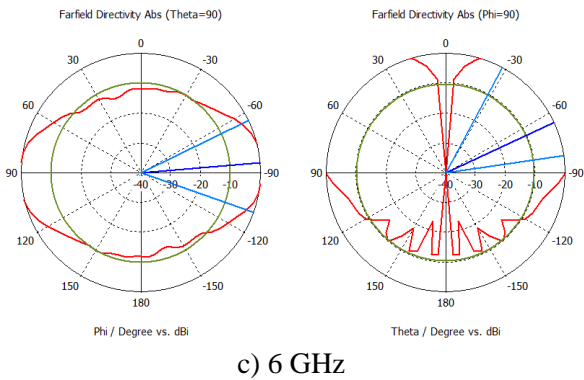 Farfield Directivity Abs (Theta=90)
0
30 -30
60 -60
90 -40 -30 -20 -10 -90
120 -120
150 -150
180
Phi / Degree vs. dBi
Farfield Directivity Abs (Phi=90)
0
30 -30
60 -60
90 -40 -30 -20 -10 -90
120 -120
150 -150
180
Theta / Degree vs. dBi
c) 6 GHz